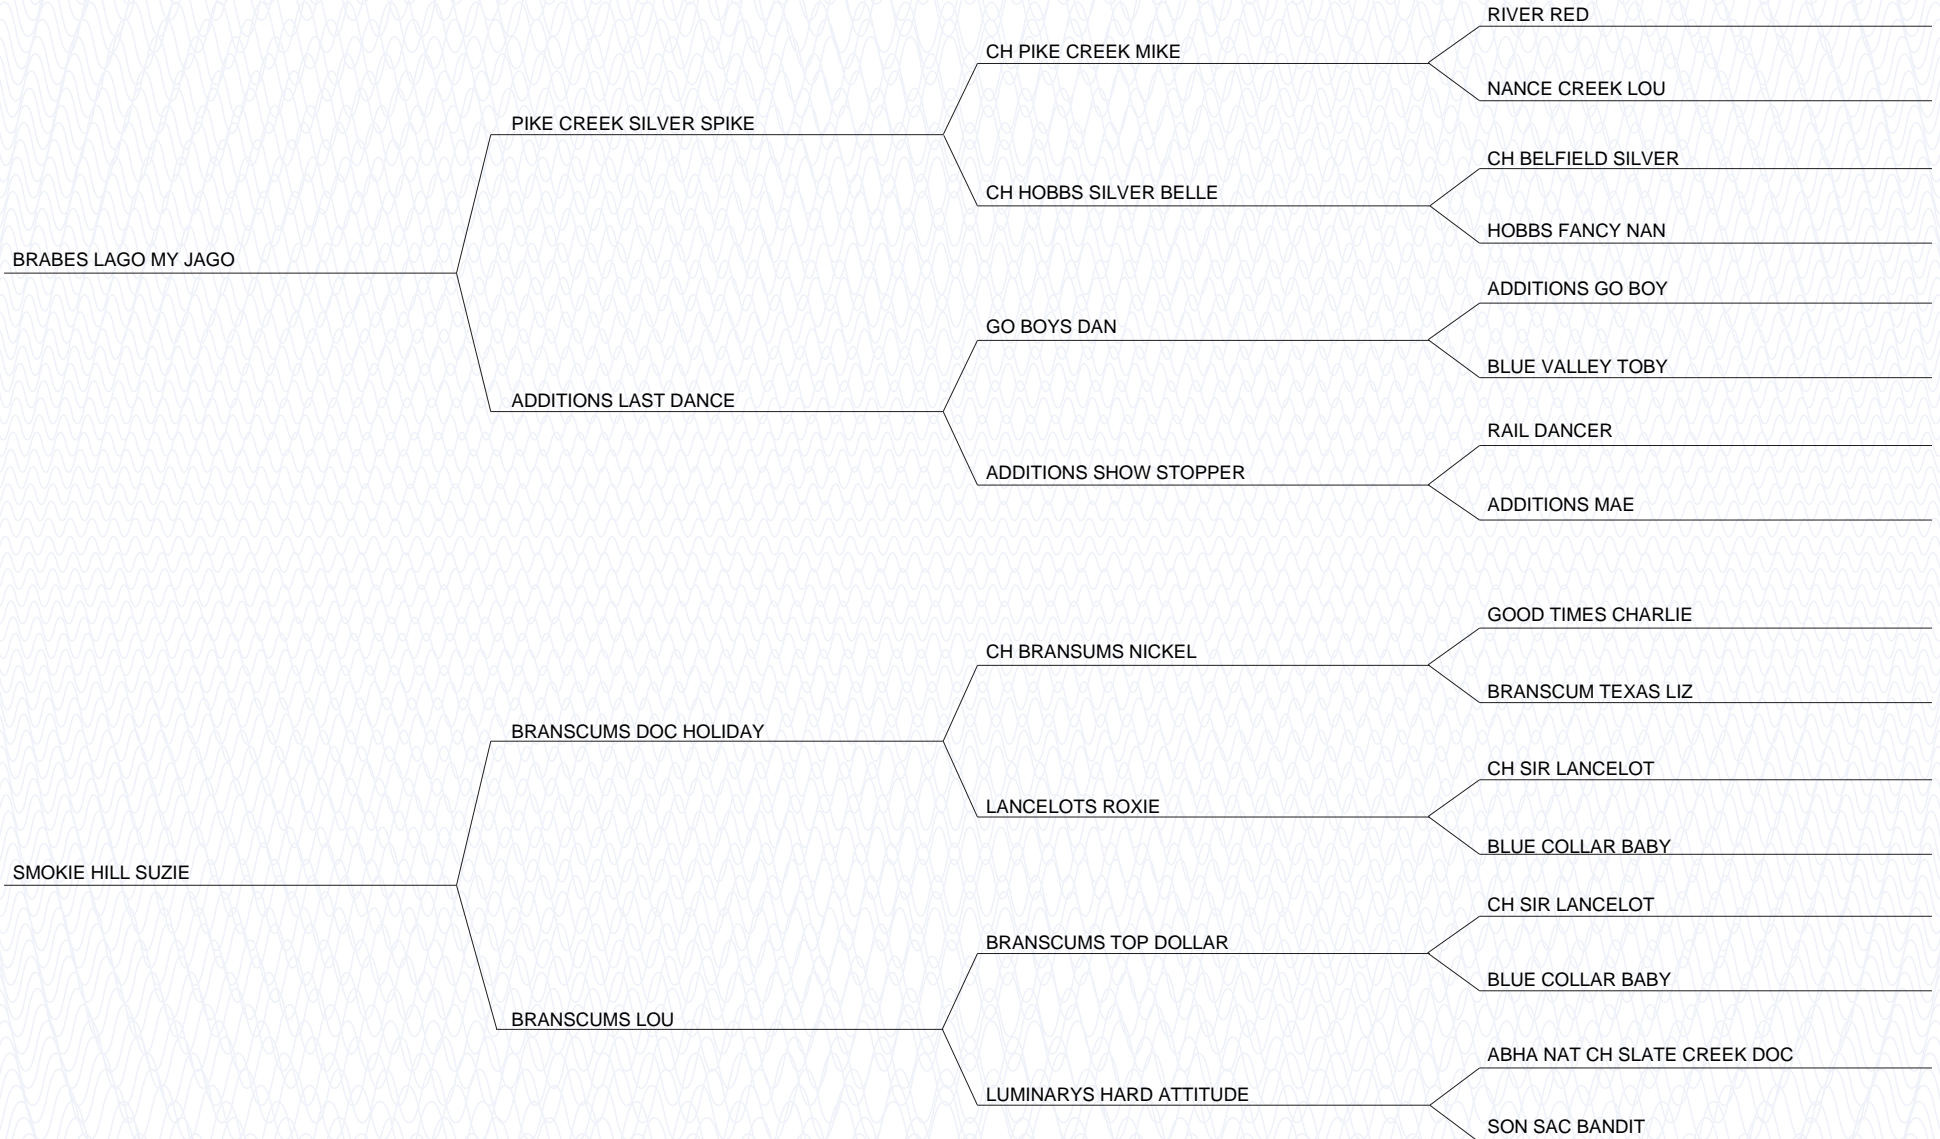 RIVER RED
CH PIKE CREEK MIKE
NANCE CREEK LOU
PIKE CREEK SILVER SPIKE
CH BELFIELD SILVER
CH HOBBS SILVER BELLE
HOBBS FANCY NAN
BRABES LAGO MY JAGO
ADDITIONS GO BOY
GO BOYS DAN
BLUE VALLEY TOBY
ADDITIONS LAST DANCE
RAIL DANCER
ADDITIONS SHOW STOPPER
ADDITIONS MAE
GOOD TIMES CHARLIE
CH BRANSUMS NICKEL
BRANSCUM TEXAS LIZ
BRANSCUMS DOC HOLIDAY
CH SIR LANCELOT
LANCELOTS ROXIE
BLUE COLLAR BABY
SMOKIE HILL SUZIE
CH SIR LANCELOT
BRANSCUMS TOP DOLLAR
BLUE COLLAR BABY
BRANSCUMS LOU
ABHA NAT CH SLATE CREEK DOC
LUMINARYS HARD ATTITUDE
SON SAC BANDIT